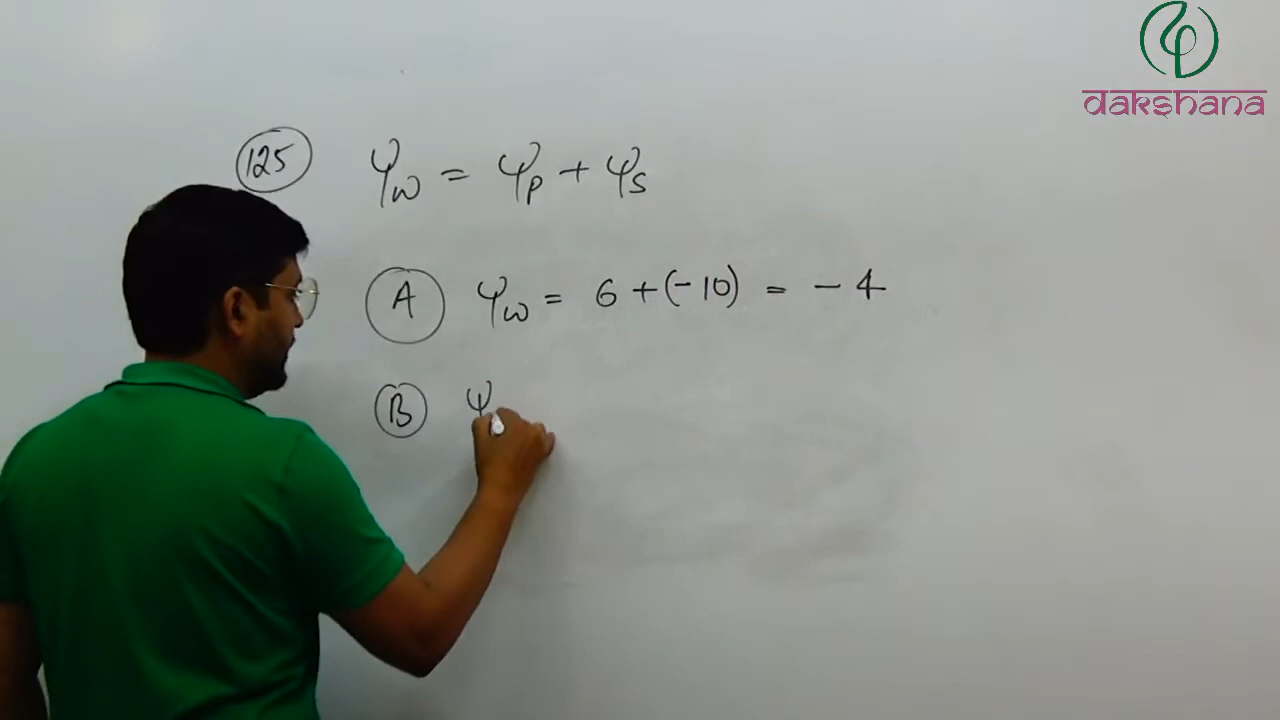 dakshana
125 Ψw = Ψp + Ψs
A Ψw = 6 + (-10) = -4
B Ψ